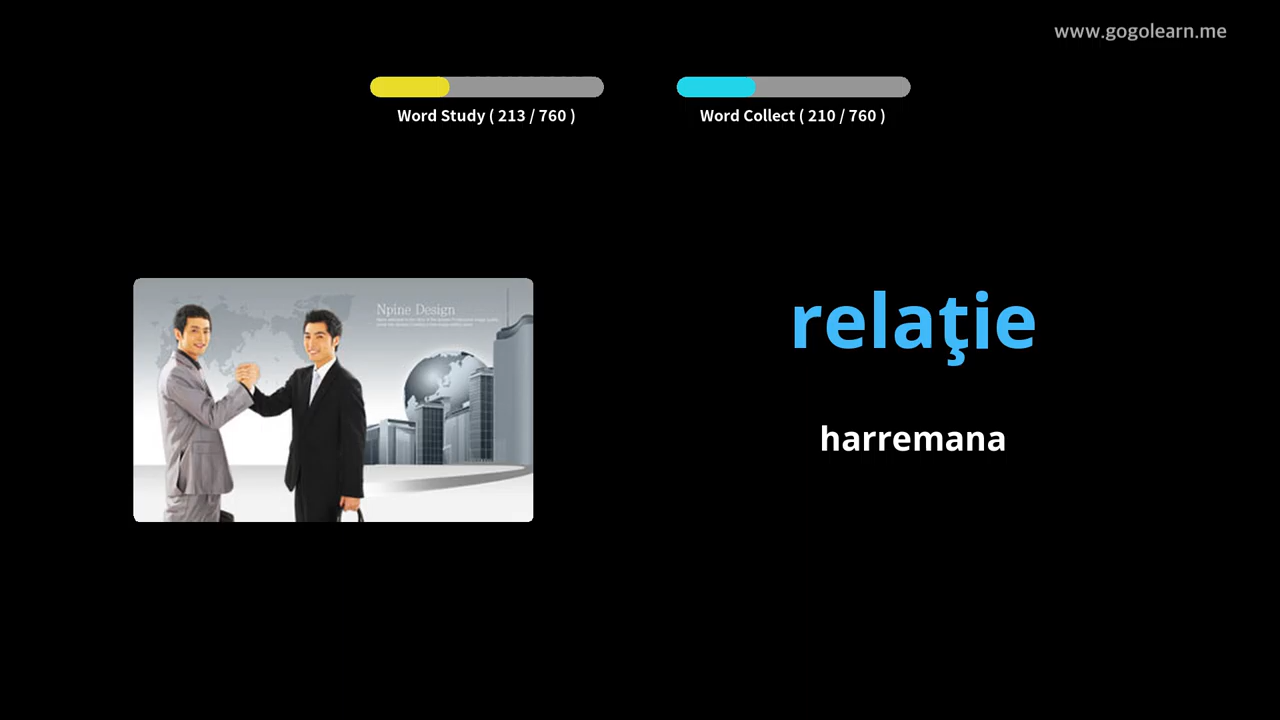 www.gogolearn.me
Word Study ( 213 / 760 )
Word Collect ( 210 / 760 )
Npine Design
relaţie
harremana